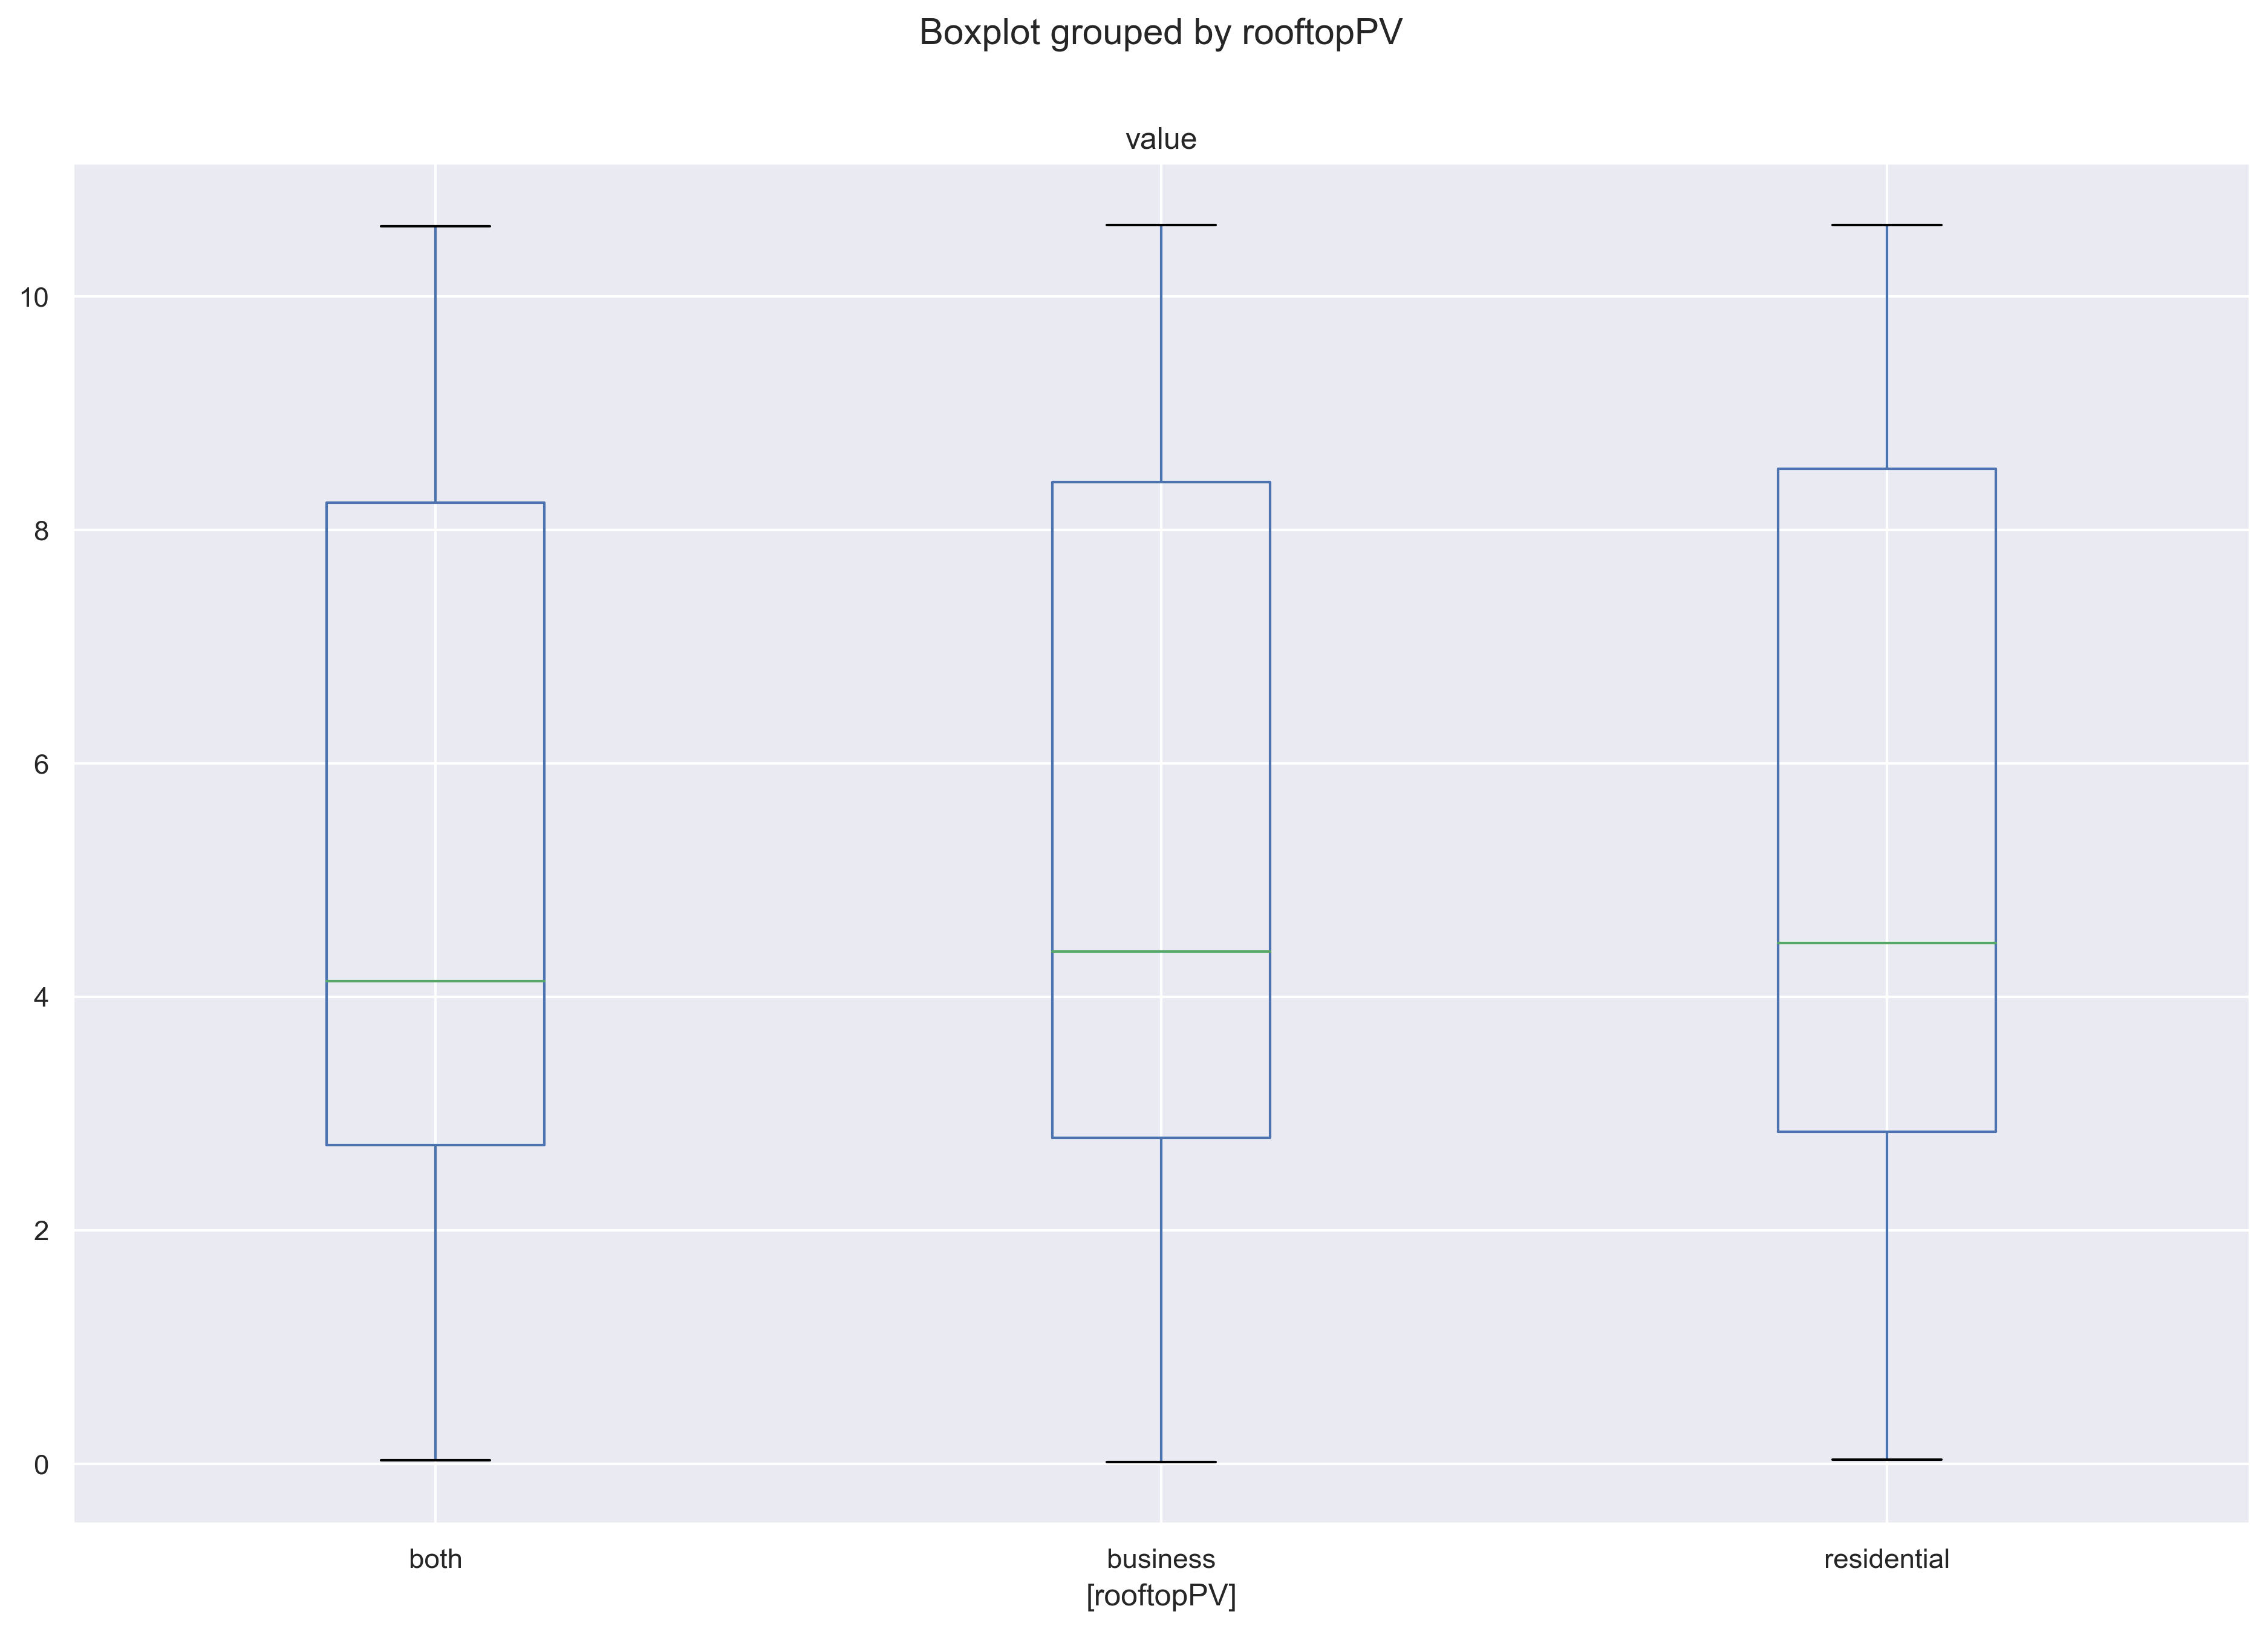 Boxplot grouped by rooftopPV
value
10
8
6
4
2
0
both business residential
[rooftopPV]